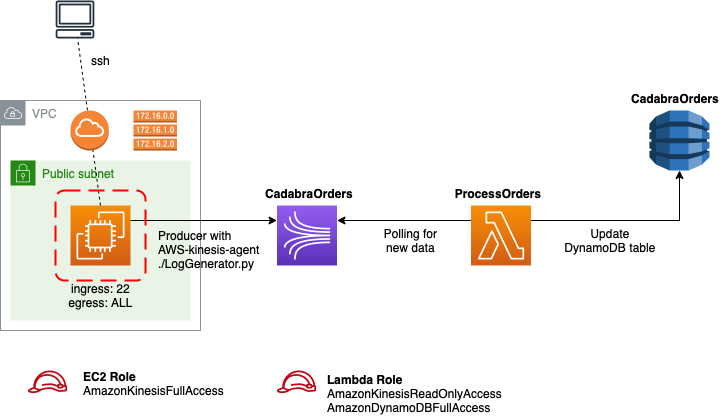 ssh
VPC
172.16.0.0
172.16.1.0
172.16.2.0
CadabraOrders
Public subnet
CadabraOrders
ProcessOrders
Producer with
AWS-kinesis-agent
./LogGenerator.py
Polling for
new data
Update
DynamoDB table
ingress: 22
egress: ALL
EC2 Role
AmazonKinesisFullAccess
Lambda Role
AmazonKinesisReadOnlyAccess
AmazonDynamoDBFullAccess